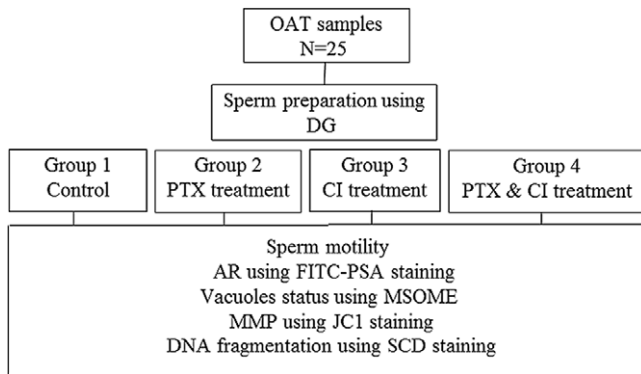 OAT samples
N=25
Sperm preparation using
DG
Group 1
Control
Group 2
PTX treatment
Group 3
CI treatment
Group 4
PTX & CI treatment
Sperm motility
AR using FITC-PSA staining
Vacuoles status using MSOME
MMP using JC1 staining
DNA fragmentation using SCD staining